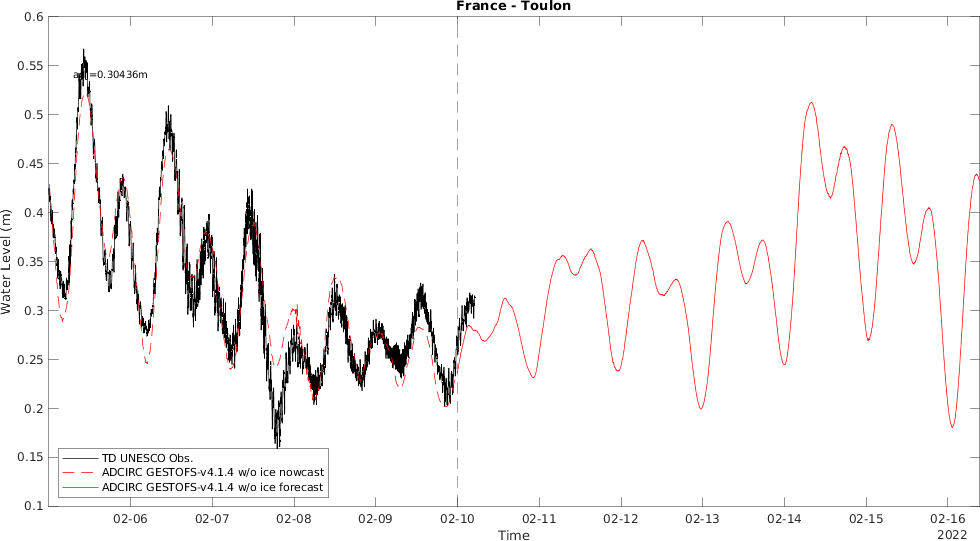 France - Toulon
0.6
0.55
=0.30436m
0.5
0.45
0.4
0.35
0.3
0.25
0.2
0.15
0.1
Water Level (m)
TD UNESCO Obs.
ADCIRC GESTOFS-v4.1.4 w/o ice nowcast
ADCIRC GESTOFS-v4.1.4 w/o ice forecast
02-06 02-07 02-08 02-09 02-10 02-11 02-12 02-13 02-14 02-15 02-16
Time
2022